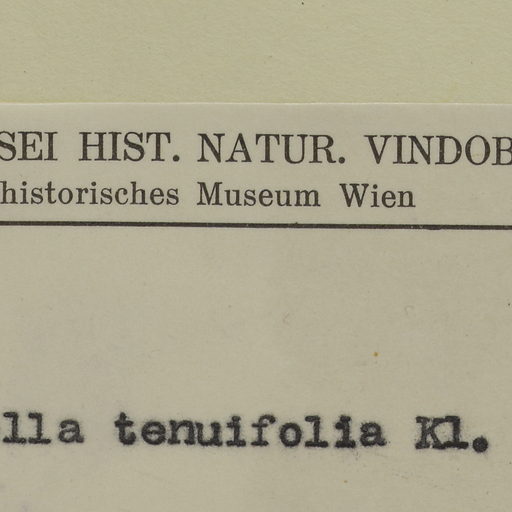 SEI HIST. NATUR. VINDOB
historisches Museum Wien
lla tenuifolia Kl.